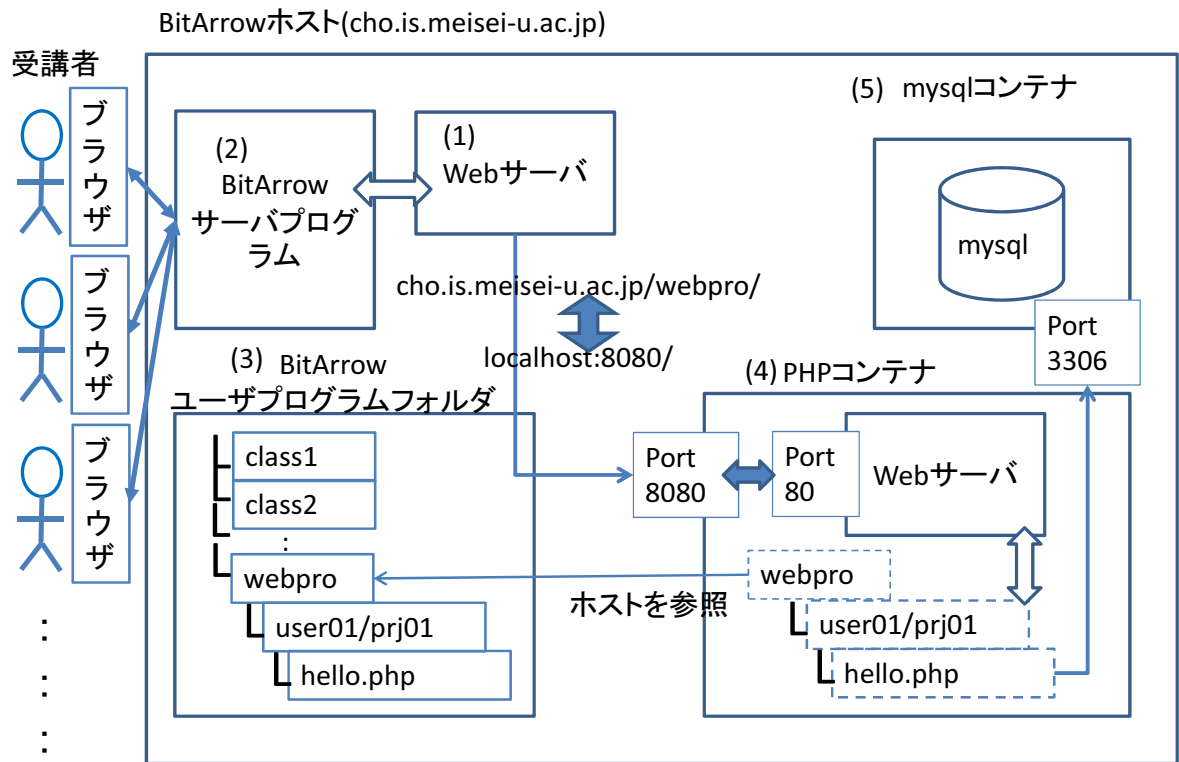 BitArrowホスト(cho.is.meisei-u.ac.jp)
受講者
ブラウザ
ブラウザ
ブラウザ
:
:
:
(2)
BitArrow
サーバプログ
ラム
(1)
Webサーバ
cho.is.meisei-u.ac.jp/webpro/
localhost:8080/
(5) mysqlコンテナ
mysql
Port
3306
(3) BitArrow
ユーザプログラムフォルダ
class1
class2
:
webpro
user01/prj01
hello.php
ホストを参照
(4) PHPコンテナ
Port
8080
Port
80
Webサーバ
webpro
user01/prj01
hello.php